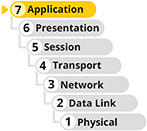 7 Application
6 Presentation
5 Session
4 Transport
3 Network
2 Data Link
1 Physical